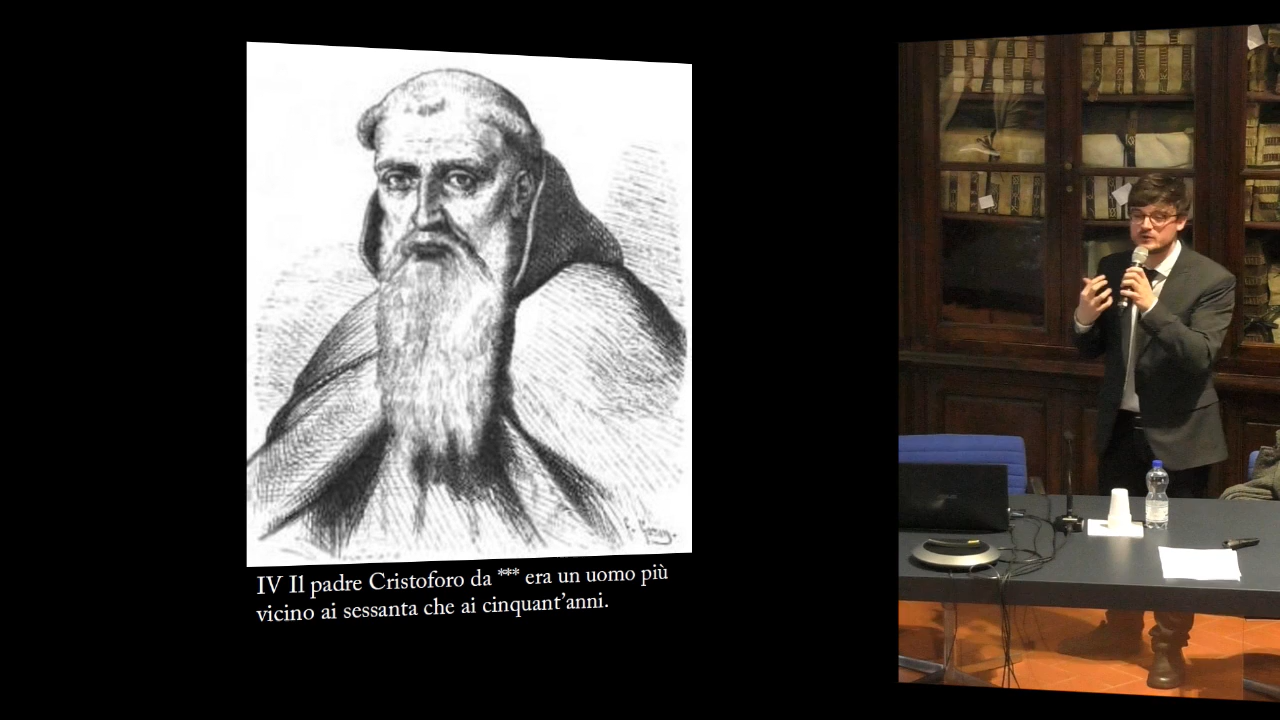 IV Il padre Cristoforo da *** era un uomo più
vicino ai sessanta che ai cinquant’anni.